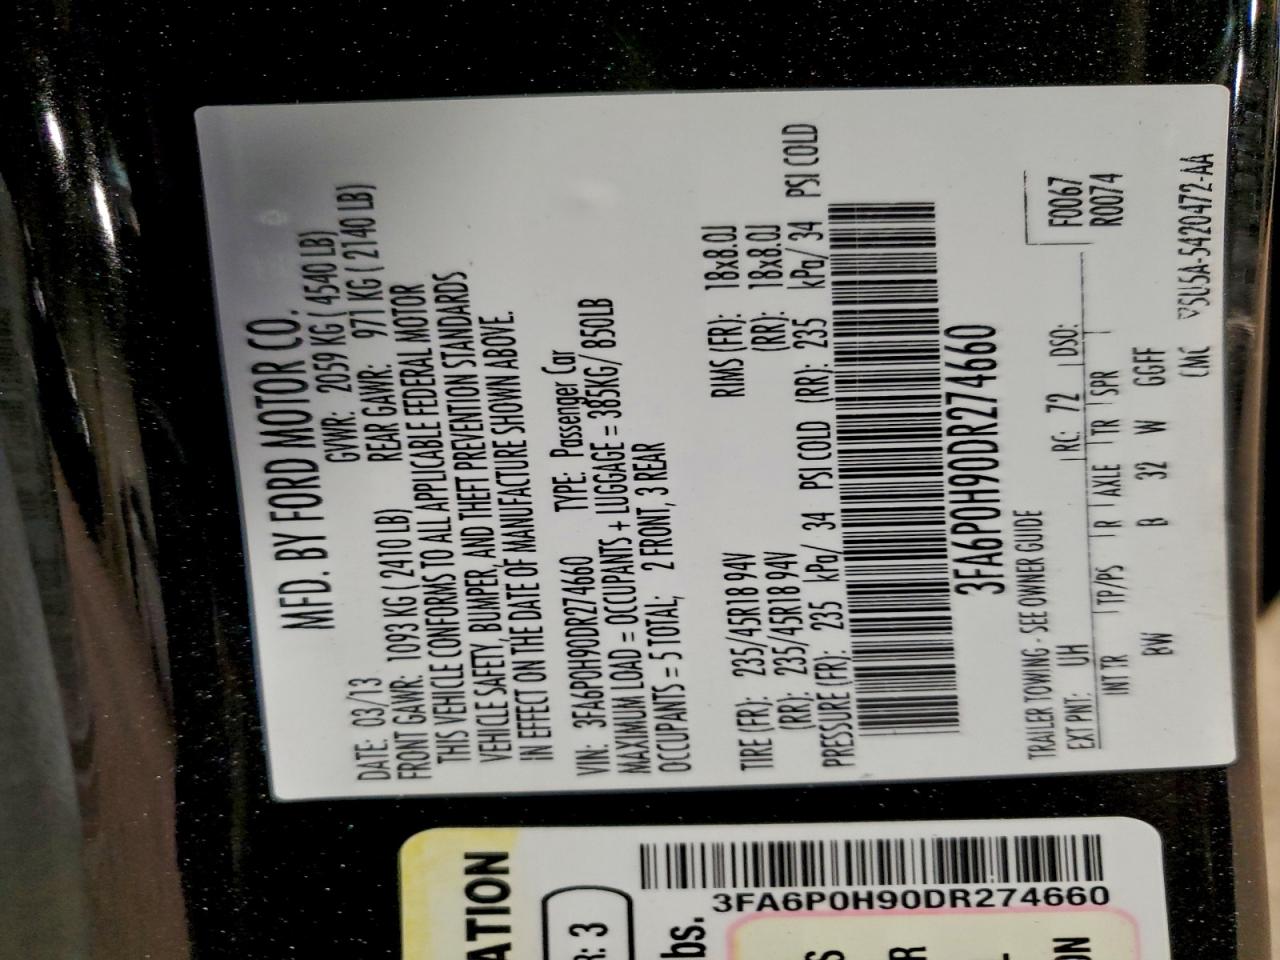 MFD. BY FORD MOTOR CO.
DATE: 03/13 GVWR: 2059 KG ( 4540 LB)
FRONT GAWR: 1093 KG ( 2410 LB) REAR GAWR: 971 KG ( 2140 LB)
THIS VEHICLE CONFORMS TO ALL APPLICABLE FEDERAL MOTOR
VEHICLE SAFETY, BUMPER, AND THEFT PREVENTION STANDARDS
IN EFFECT ON THE DATE OF MANUFACTURE SHOWN ABOVE.
VIN: 3FA6P0H90DR274660 TYPE: Passenger Car
MAXIMUM LOAD = OCCUPANTS + LUGGAGE = 385KG/ 850LB
OCCUPANTS = 5 TOTAL; 2 FRONT, 3 REAR
TIRE (FR): 235/45R18 94V RIMS (FR): 18x8.0J
(RR): 235/45R18 94V (RR): 18x8.0J
PRESSURE (FR): 235 kPa/ 34 PSI COLD (RR): 235 kPa/ 34 PSI COLD
3FA6P0H90DR274660
TRAILER TOWING - SEE OWNER GUIDE
F0067
EXT PNT: UH RC: 72 DSO: R0074
INT TR TP/PS R AXLE TR SPR
BW B 32 W GGFF
CMC
▽5U5A-5420472-AA
ATION
R: 3
3FA6P0H90DR274660
bs.
S
R
ON